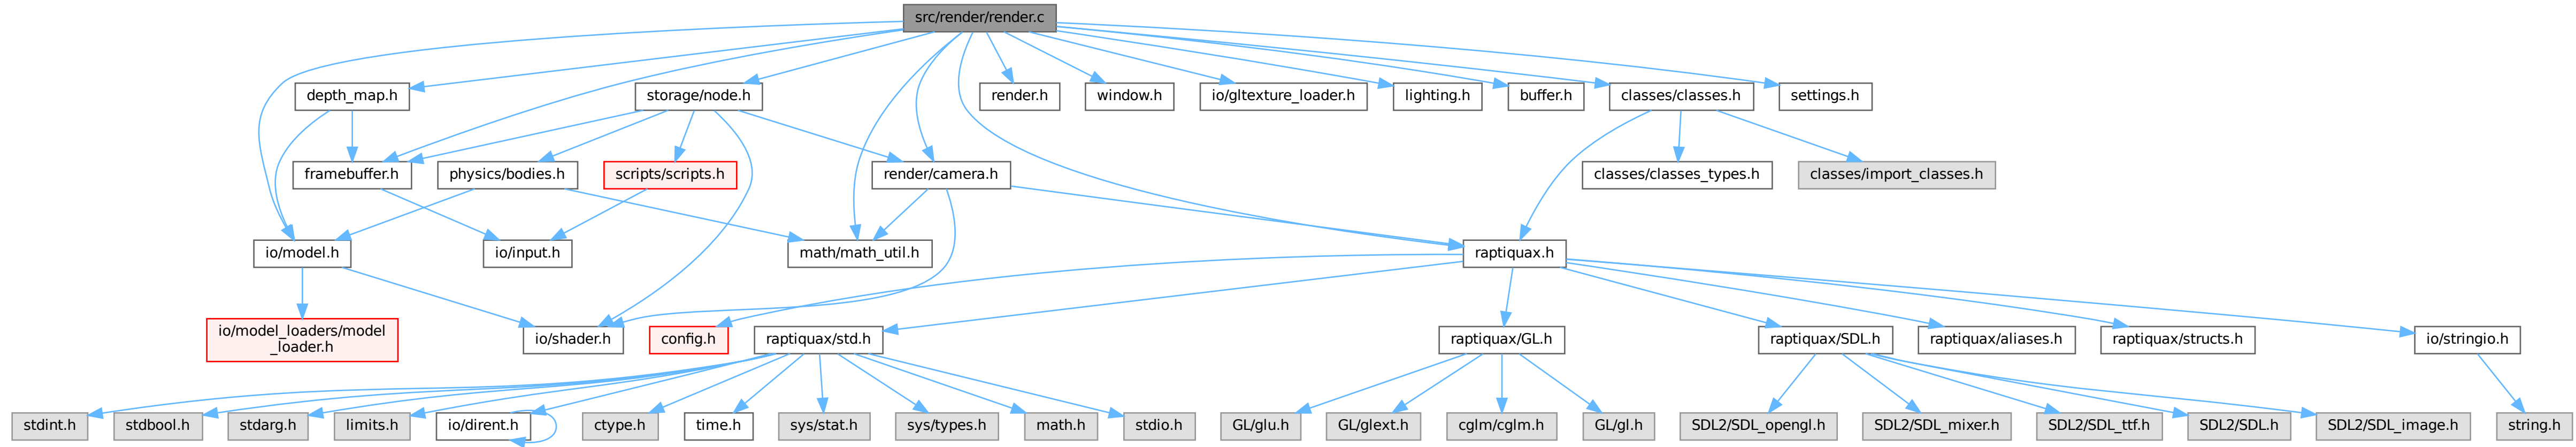 src/render/render.c
depth_map.h
storage/node.h
render.h
window.h
io/gltexture_loader.h
lighting.h
buffer.h
classes/classes.h
settings.h
framebuffer.h
physics/bodies.h
scripts/scripts.h
render/camera.h
classes/classes_types.h
classes/import_classes.h
io/model.h
io/input.h
math/math_util.h
raptiquax.h
io/model_loaders/model
_loader.h
io/shader.h
config.h
raptiquax/std.h
raptiquax/GL.h
raptiquax/SDL.h
raptiquax/aliases.h
raptiquax/structs.h
io/stringio.h
stdint.h
stdbool.h
stdarg.h
limits.h
io/dirent.h
ctype.h
time.h
sys/stat.h
sys/types.h
math.h
stdio.h
GL/glu.h
GL/glext.h
cglm/cglm.h
GL/gl.h
SDL2/SDL_opengl.h
SDL2/SDL_mixer.h
SDL2/SDL_ttf.h
SDL2/SDL.h
SDL2/SDL_image.h
string.h